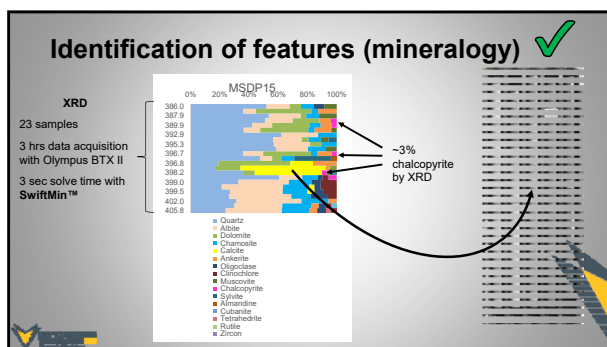 Identification of features (mineralogy)
MSDP15
0% 20% 40% 60% 80% 100%
XRD
23 samples
3 hrs data acquisition
with Olympus BTX II
3 sec solve time with
SwiftMin™
386.0
387.9
389.9
392.9
395.3
396.7
396.8
398.2
399.0
399.5
402.0
405.8
~3%
chalcopyrite
by XRD
Quartz
Albite
Dolomite
Chamosite
Calcite
Ankerite
Oligoclase
Clinochlore
Muscovite
Chalcopyrite
Sylvite
Almandine
Cubanite
Tetrahedrite
Rutile
Zircon